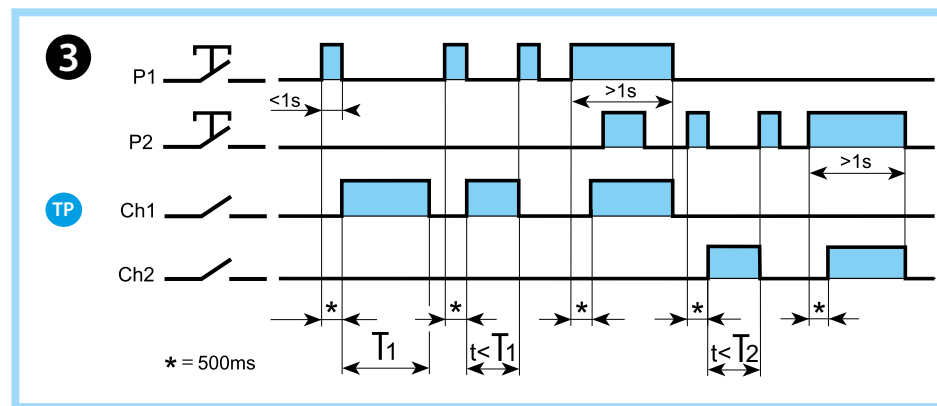 3
P1
<1s
>1s
P2
>1s
TP
Ch1
Ch2
* * * * *
T1 t<T1 t<T2
* = 500ms